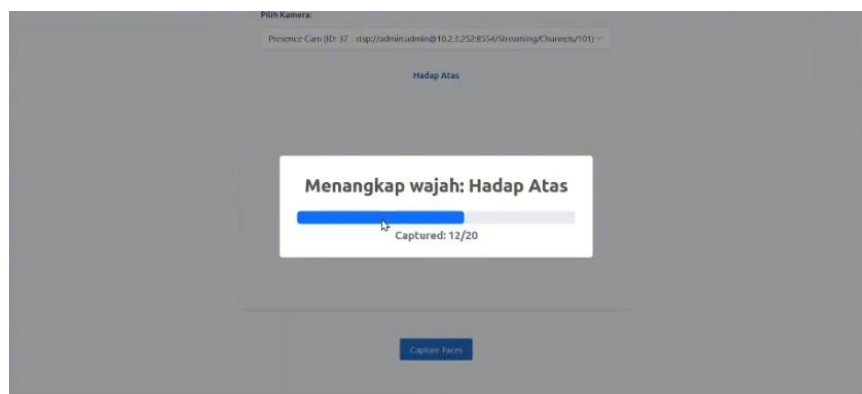 Pilih Kamera:
Presence Cam (ID: 37 rtsp://admin:admin@10.2.3.252:8554/Streaming/Channels/101)
Hadap Atas
Menangkap wajah: Hadap Atas
Captured: 12/20
Capture Faces